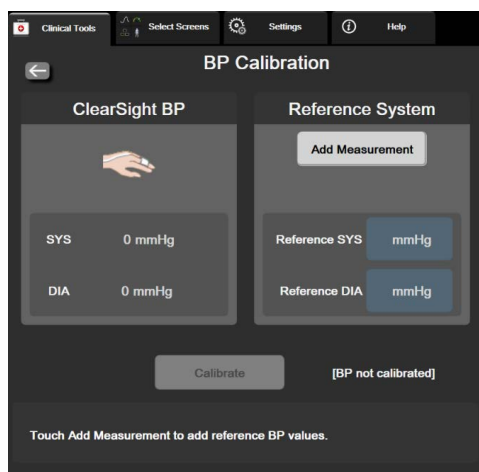 Clinical Tools
Select Screens
Settings
Help
BP Calibration
ClearSight BP
Reference System
Add Measurement
SYS 0 mmHg
Reference SYS mmHg
DIA 0 mmHg
Reference DIA mmHg
Calibrate
[BP not calibrated]
Touch Add Measurement to add reference BP values.